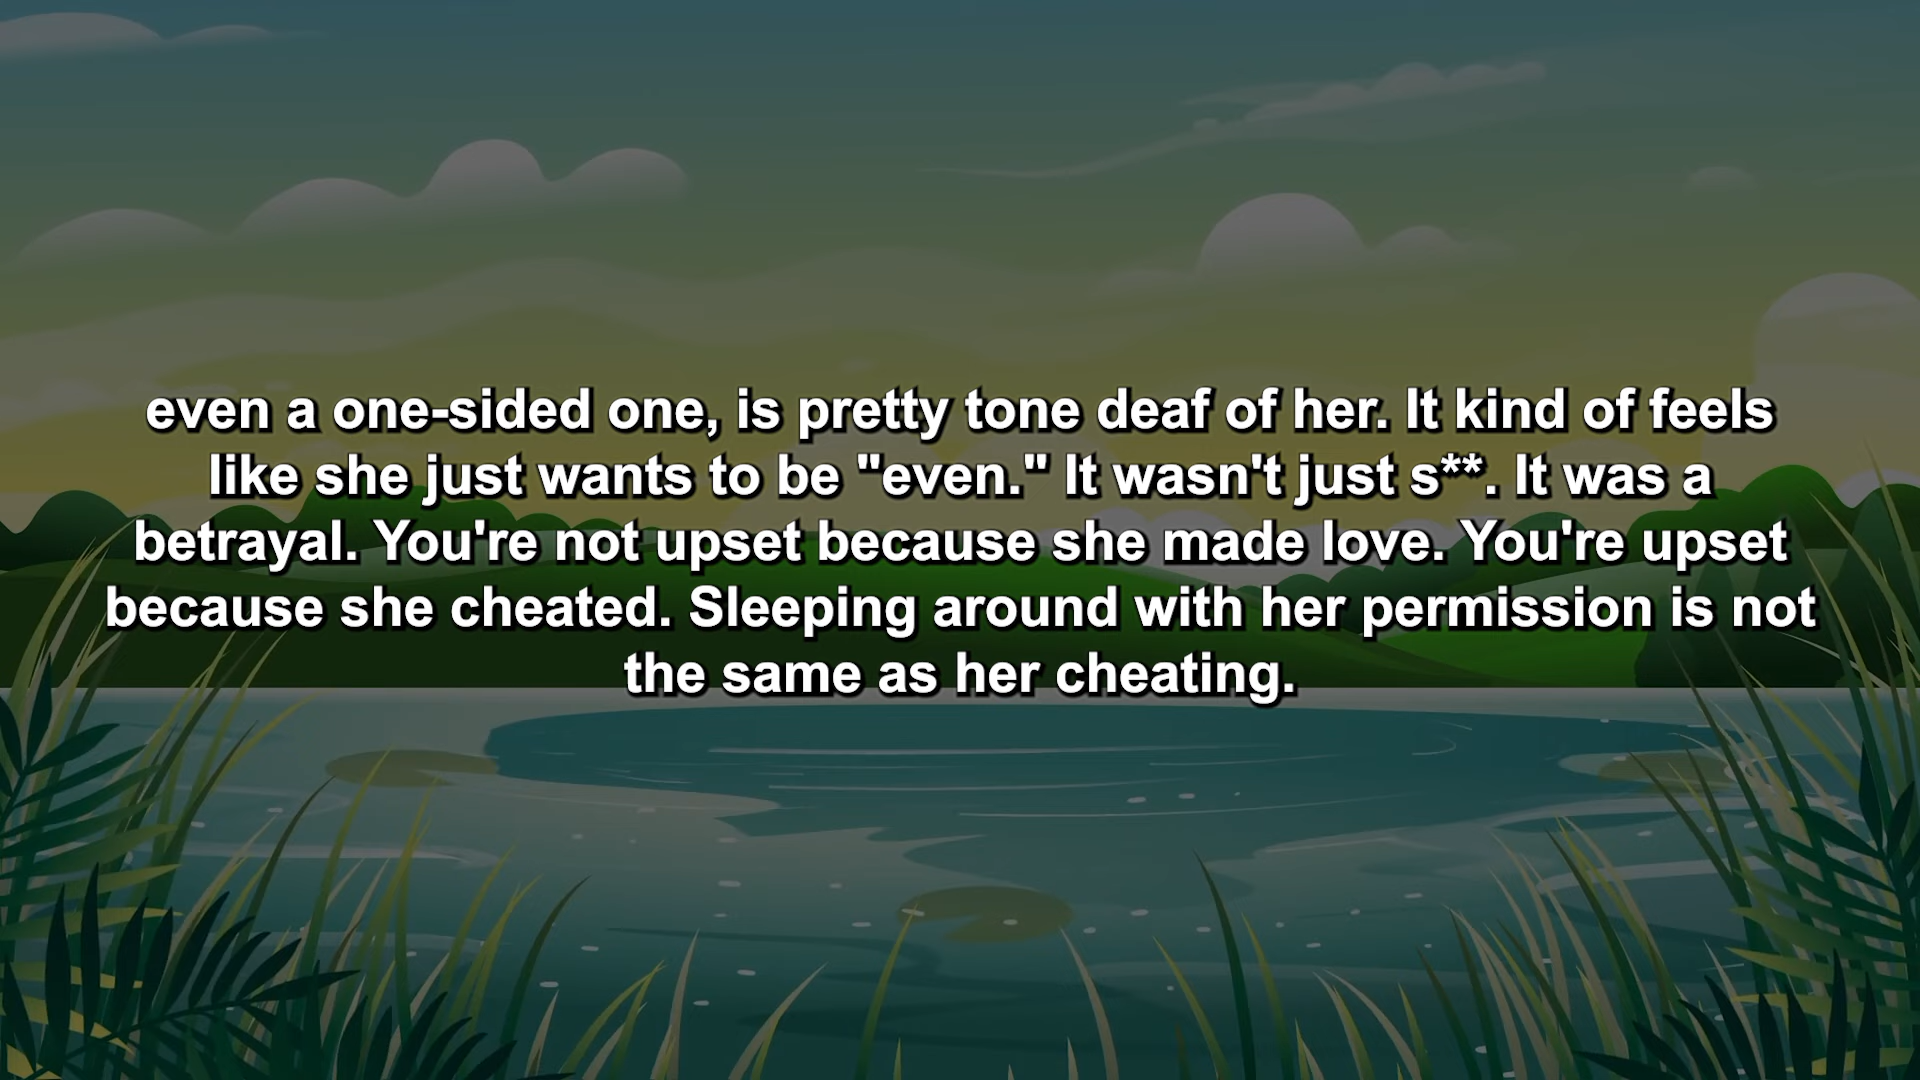 even a one-sided one, is pretty tone deaf of her. It kind of feels
like she just wants to be "even." It wasn't just s**. It was a
betrayal. You're not upset because she made love. You're upset
because she cheated. Sleeping around with her permission is not
the same as her cheating.